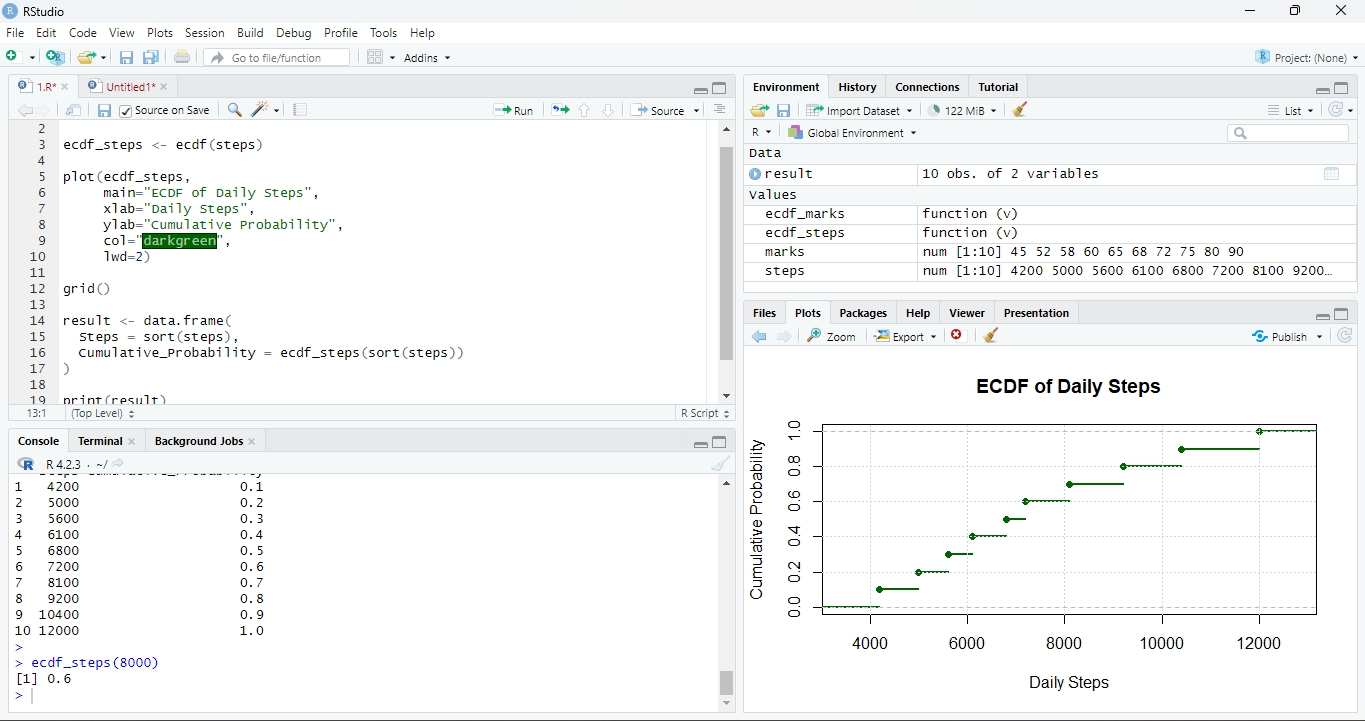 RStudio
File Edit Code View Plots Session Build Debug Profile Tools Help
Go to file/function Addins Project: (None)
1.R* Untitled1*
Source on Save Run Source
2
3 ecdf_steps <- ecdf(steps)
4
5 plot(ecdf_steps,
6 main="ECDF of Daily Steps",
7 xlab="Daily Steps",
8 ylab="Cumulative Probability",
9 col="darkgreen",
10 lwd=2)
11
12 grid()
13
14 result <- data.frame(
15 Steps = sort(steps),
16 Cumulative_Probability = ecdf_steps(sort(steps))
17 )
18
19 print(result)
13:1 (Top Level) R Script
Console Terminal Background Jobs
R 4.2.3 · ~/
1 4200 0.1
2 5000 0.2
3 5600 0.3
4 6100 0.4
5 6800 0.5
6 7200 0.6
7 8100 0.7
8 9200 0.8
9 10400 0.9
10 12000 1.0
>
> ecdf_steps(8000)
[1] 0.6
>
Environment History Connections Tutorial
Import Dataset 122 MiB List
R Global Environment
Data
result 10 obs. of 2 variables
Values
ecdf_marks function (v)
ecdf_steps function (v)
marks num [1:10] 45 52 58 60 65 68 72 75 80 90
steps num [1:10] 4200 5000 5600 6100 6800 7200 8100 9200…
Files Plots Packages Help Viewer Presentation
Zoom Export Publish
ECDF of Daily Steps
Cumulative Probability
1.0
0.8
0.6
0.4
0.2
0.0
4000 6000 8000 10000 12000
Daily Steps